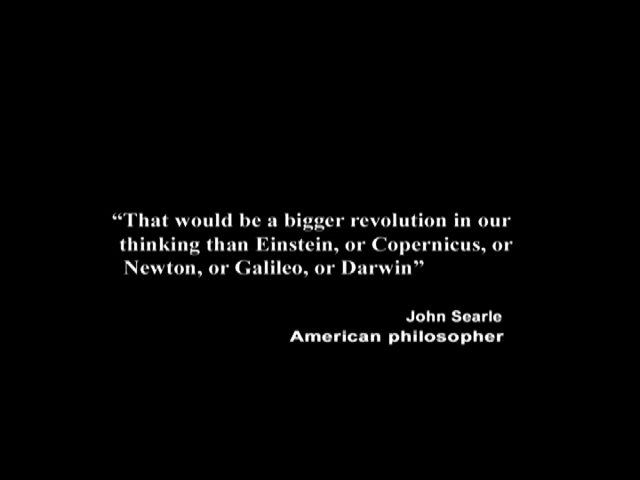 “That would be a bigger revolution in our
thinking than Einstein, or Copernicus, or
Newton, or Galileo, or Darwin”
John Searle
American philosopher